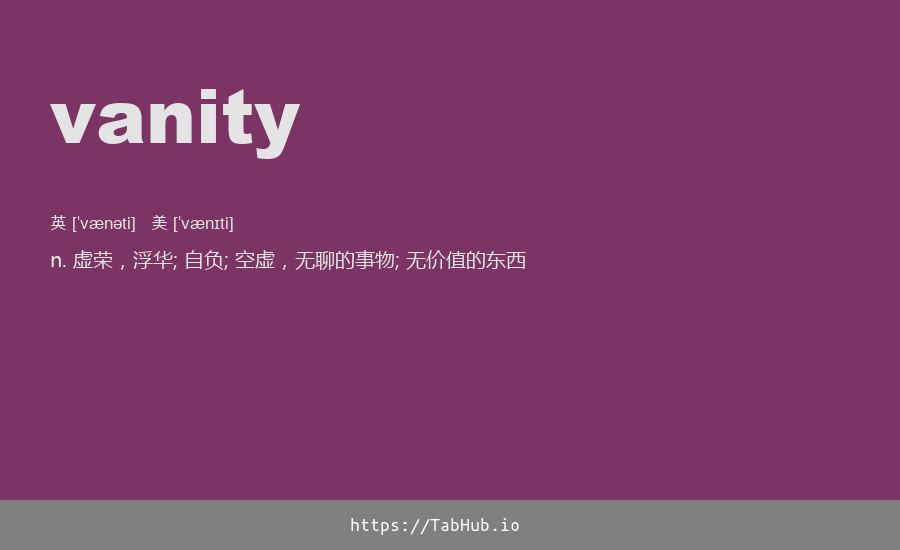 vanity
英 [ˈvænəti]   美 [ˈvænɪti]
n. 虚荣，浮华; 自负; 空虚，无聊的事物; 无价值的东西
https://TabHub.io